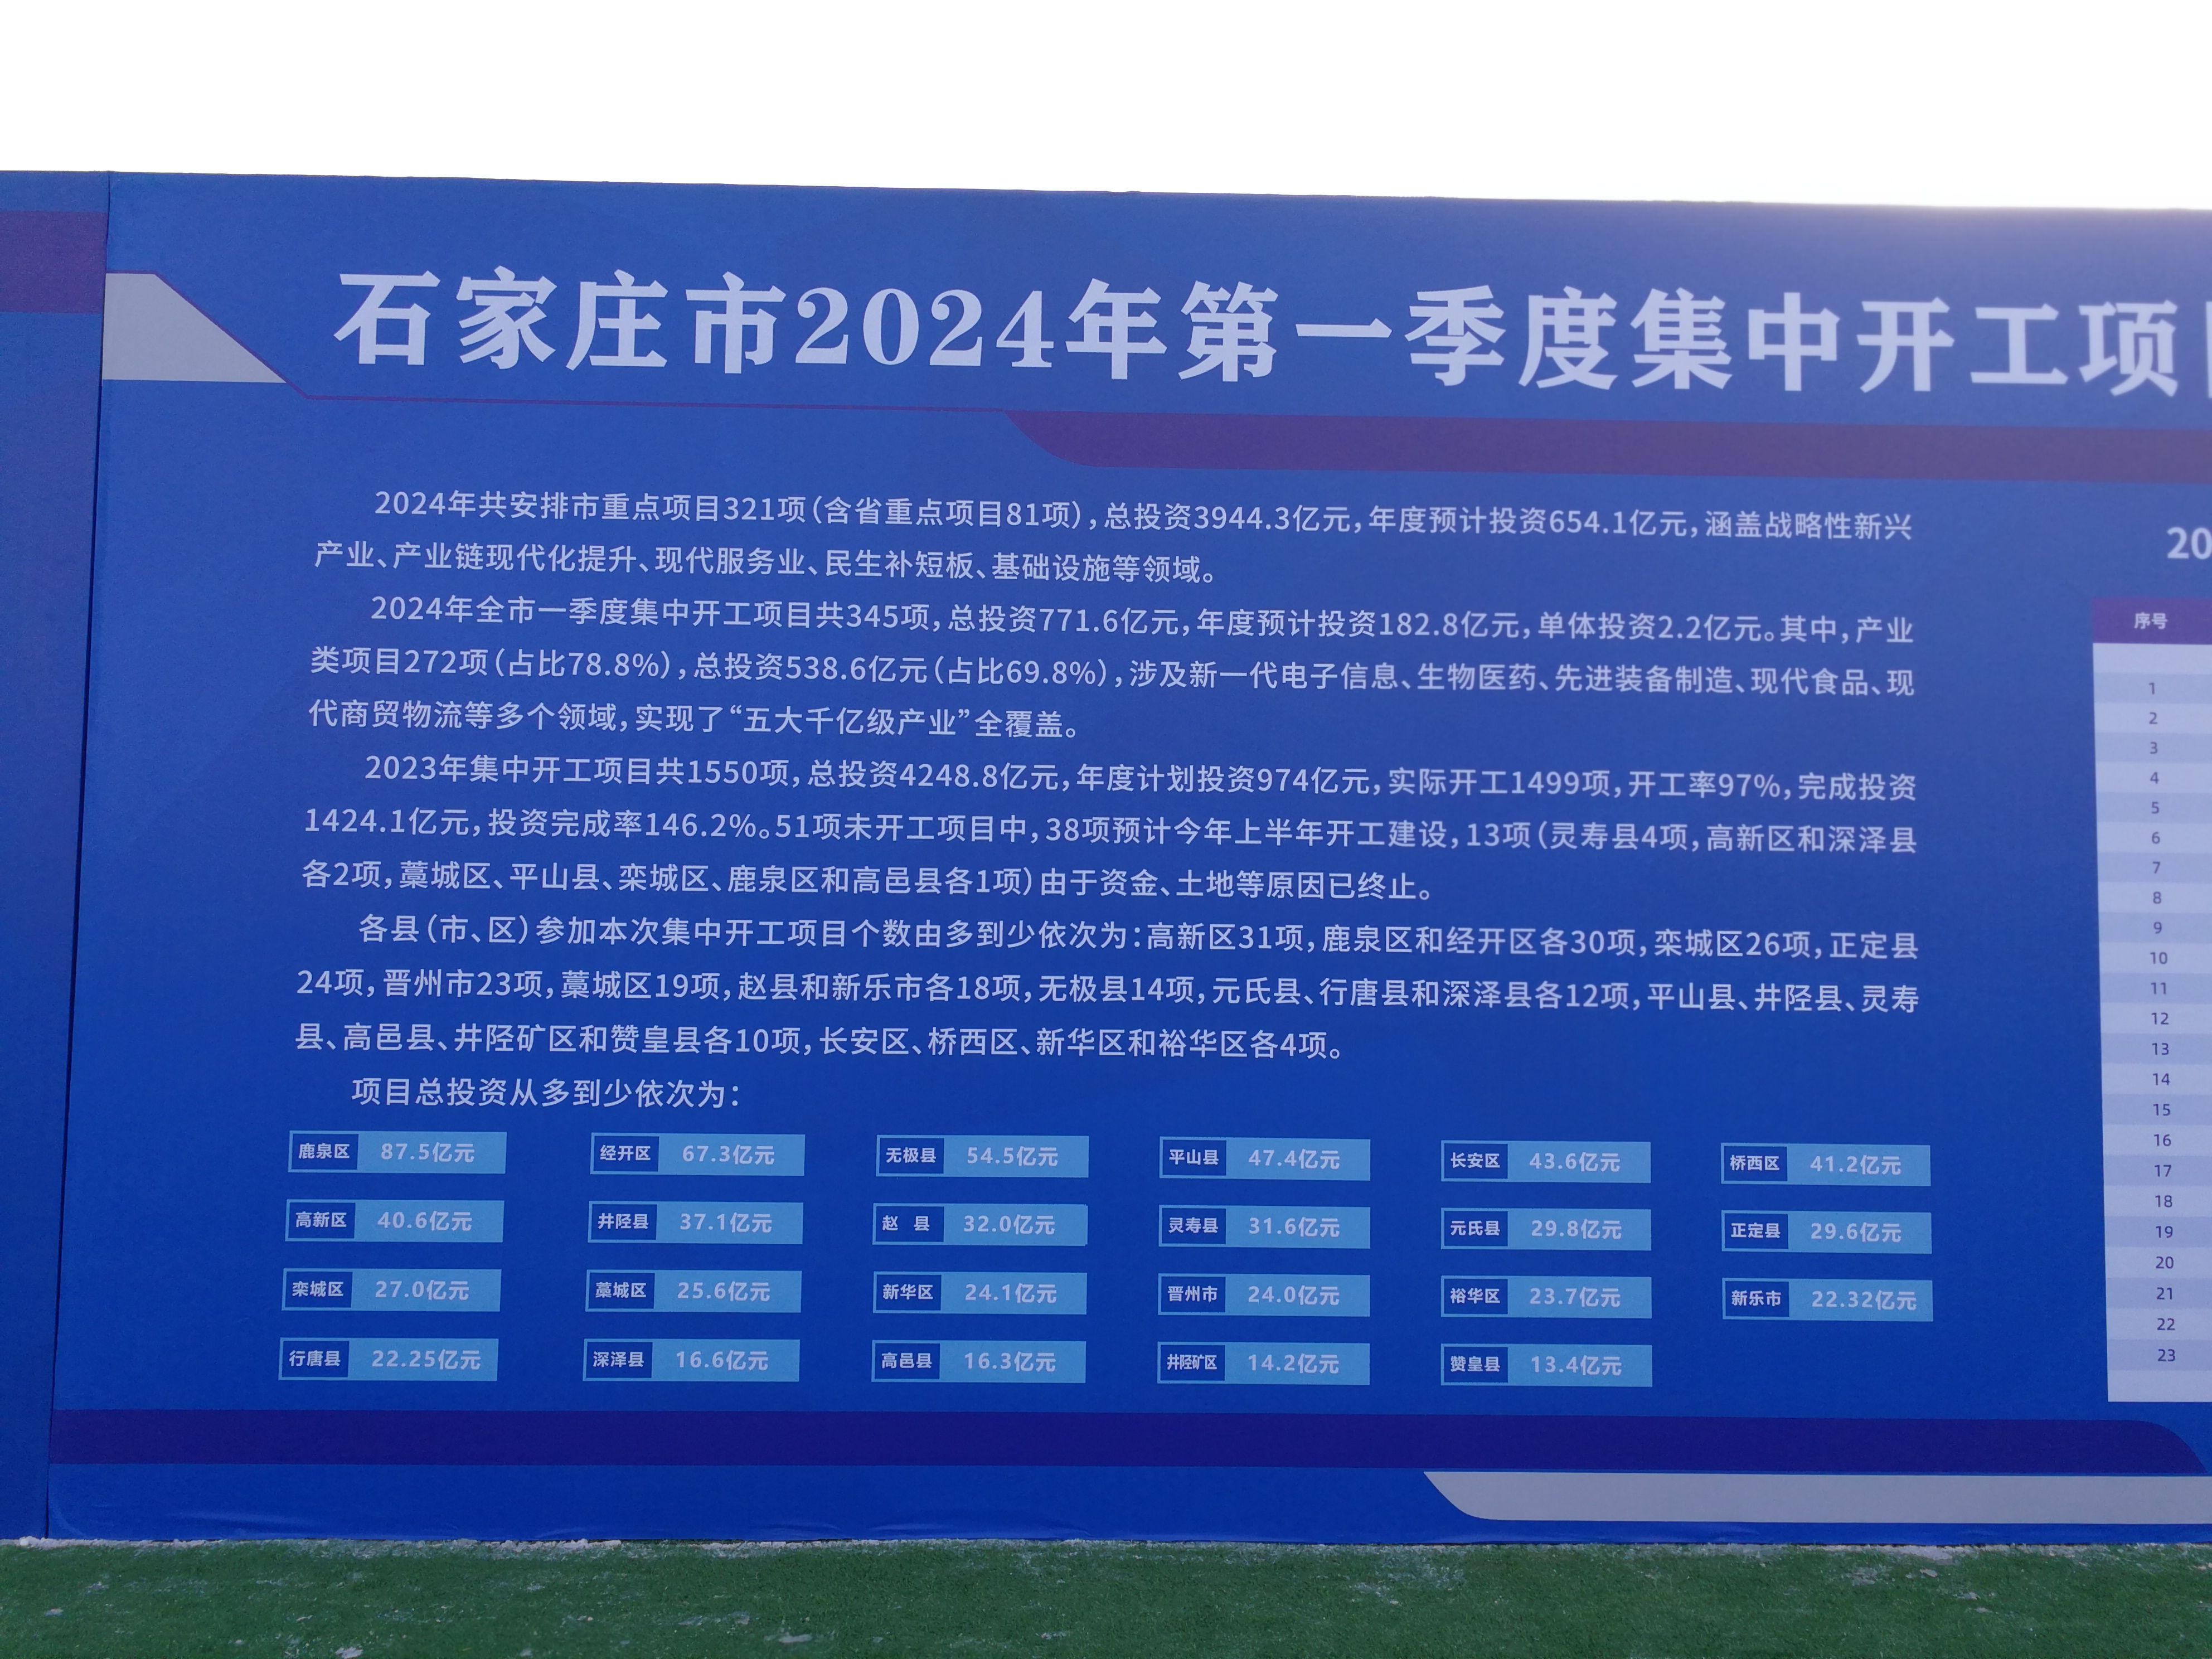 石家庄市2024年第一季度集中开工项
2024年共安排市重点项目321项（含省重点项目81项），总投资3944.3亿元，年度预计投资654.1亿元，涵盖战略性新兴
产业、产业链现代化提升、现代服务业、民生补短板、基础设施等领域。
2024年全市一季度集中开工项目共345项，总投资771.6亿元，年度预计投资182.8亿元，单体投资2.2亿元。其中，产业
类项目272项（占比78.8%），总投资538.6亿元（占比69.8%），涉及新一代电子信息、生物医药、先进装备制造、现代食品、现
代商贸物流等多个领域，实现了“五大千亿级产业”全覆盖。
2023年集中开工项目共1550项，总投资4248.8亿元，年度计划投资974亿元，实际开工1499项，开工率97%，完成投资
1424.1亿元，投资完成率146.2%。51项未开工项目中，38项预计今年上半年开工建设，13项（灵寿县4项，高新区和深泽县
各2项，藁城区、平山县、栾城区、鹿泉区和高邑县各1项）由于资金、土地等原因已终止。
各县（市、区）参加本次集中开工项目个数由多到少依次为：高新区31项，鹿泉区和经开区各30项，栾城区26项，正定县
24项，晋州市23项，藁城区19项，赵县和新乐市各18项，无极县14项，元氏县、行唐县和深泽县各12项，平山县、井陉县、灵寿
县、高邑县、井陉矿区和赞皇县各10项，长安区、桥西区、新华区和裕华区各4项。
项目总投资从多到少依次为：
鹿泉区 87.5亿元 经开区 67.3亿元 无极县 54.5亿元 平山县 47.4亿元 长安区 43.6亿元 桥西区 41.2亿元
高新区 40.6亿元 井陉县 37.1亿元 赵 县 32.0亿元 灵寿县 31.6亿元 元氏县 29.8亿元 正定县 29.6亿元
栾城区 27.0亿元 藁城区 25.6亿元 新华区 24.1亿元 晋州市 24.0亿元 裕华区 23.7亿元 新乐市 22.32亿元
行唐县 22.25亿元 深泽县 16.6亿元 高邑县 16.3亿元 井陉矿区 14.2亿元 赞皇县 13.4亿元
20
序号
1
2
3
4
5
6
7
8
9
10
11
12
13
14
15
16
17
18
19
20
21
22
23